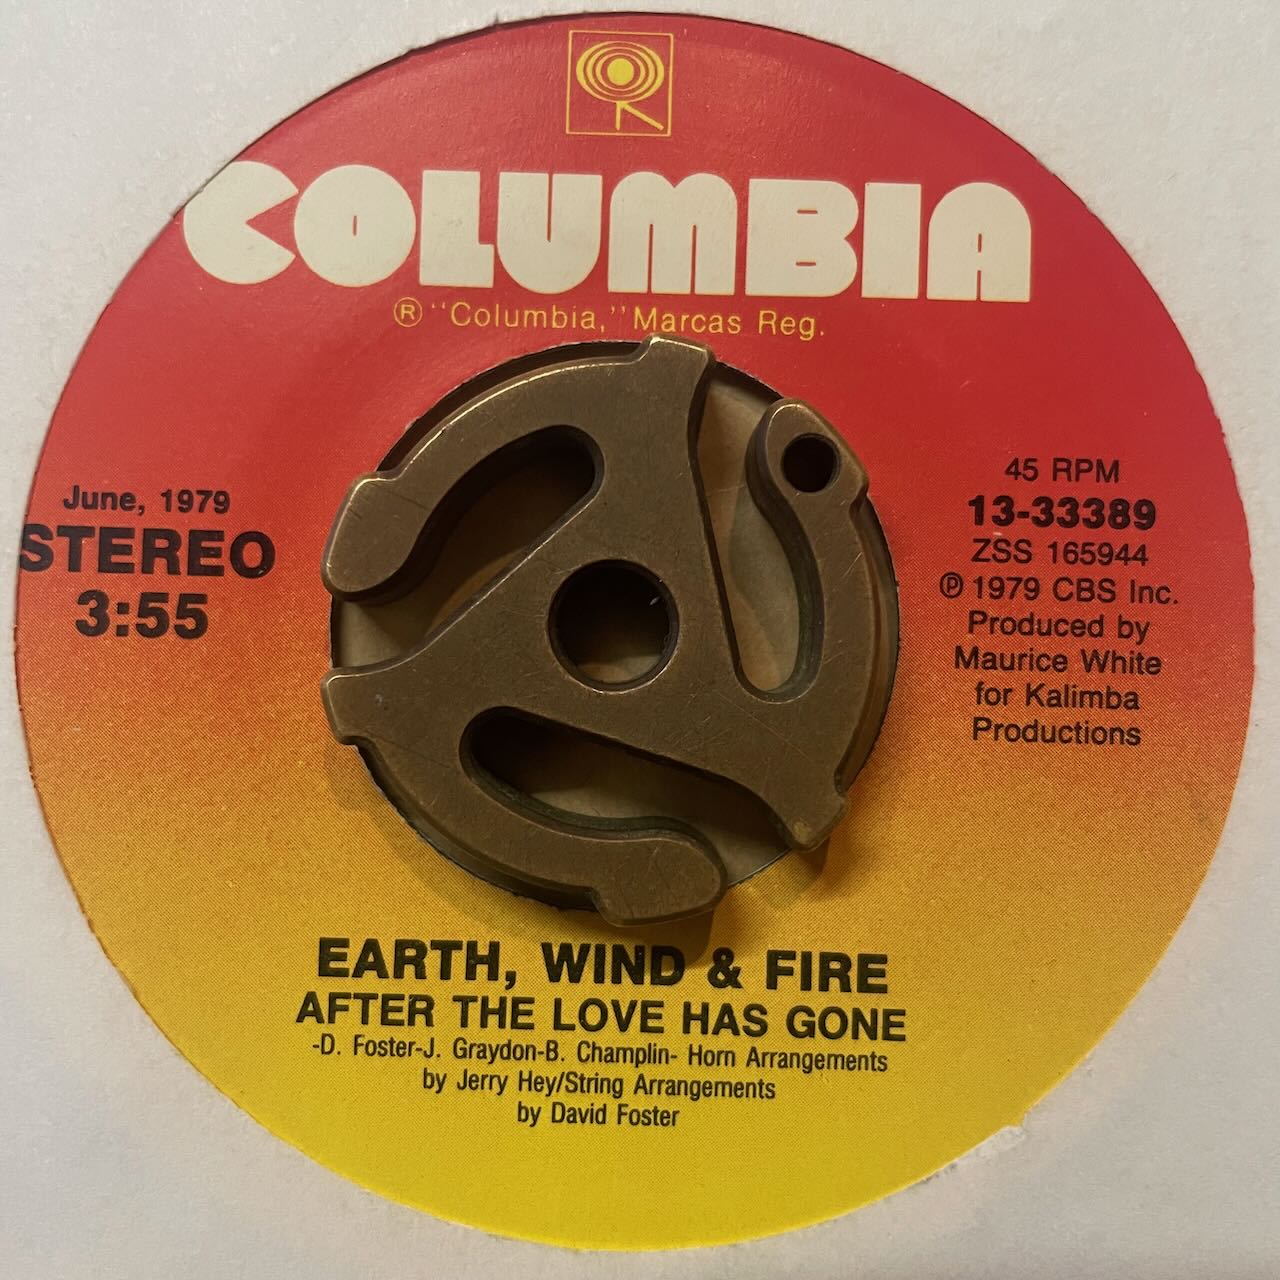 COLUMBIA
® "Columbia," Marcas Reg.
June, 1979
STEREO
3:55
45 RPM
13-33389
ZSS 165944
℗ 1979 CBS Inc.
Produced by
Maurice White
for Kalimba
Productions
EARTH, WIND & FIRE
AFTER THE LOVE HAS GONE
-D. Foster-J. Graydon-B. Champlin- Horn Arrangements
by Jerry Hey/String Arrangements
by David Foster